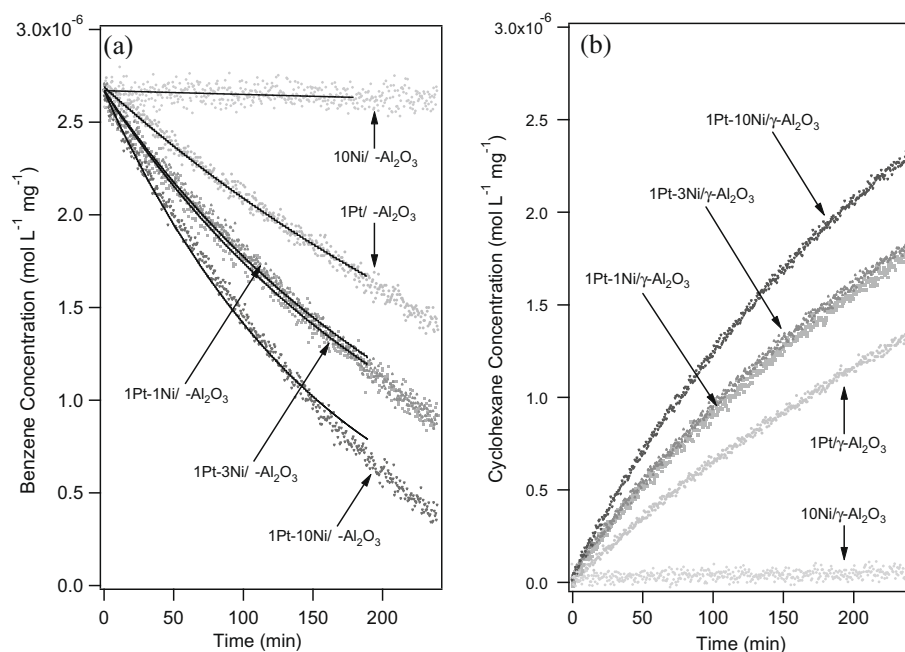 (a)
3.0x10⁻⁶
2.5
2.0
1.5
1.0
0.5
0.0
0
50
100
150
200
Time (min)
Benzene Concentration (mol L⁻¹ mg⁻¹)
10Ni/ -Al₂O₃
1Pt/ -Al₂O₃
1Pt-1Ni/ -Al₂O₃
1Pt-3Ni/ -Al₂O₃
1Pt-10Ni/ -Al₂O₃
(b)
3.0x10⁻⁶
2.5
2.0
1.5
1.0
0.5
0.0
0
50
100
150
200
Time (min)
Cyclohexane Concentration (mol L⁻¹ mg⁻¹)
1Pt-10Ni/γ-Al₂O₃
1Pt-3Ni/γ-Al₂O₃
1Pt-1Ni/γ-Al₂O₃
1Pt/γ-Al₂O₃
10Ni/γ-Al₂O₃